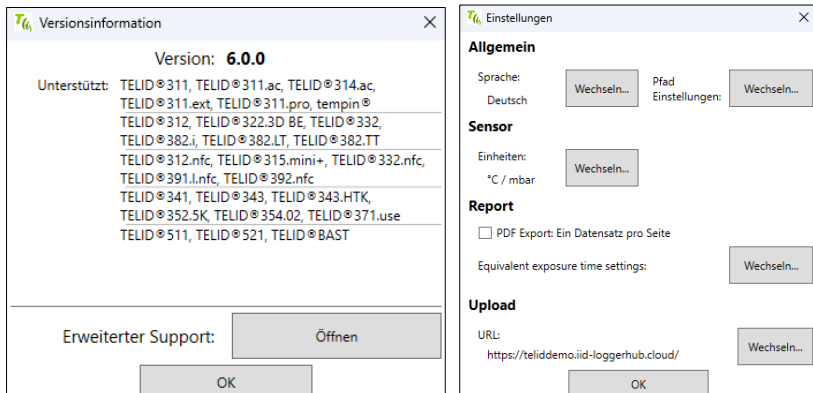 Versionsinformation
Version: 6.0.0
Unterstützt: TELID®311, TELID®311.ac, TELID®314.ac,
TELID®311.ext, TELID®311.pro, tempin®
TELID®312, TELID®322.3D BE, TELID®332,
TELID®382.i, TELID®382.LT, TELID®382.TT
TELID®312.nfc, TELID®315.mini+, TELID®332.nfc,
TELID®391.l.nfc, TELID®392.nfc
TELID®341, TELID®343, TELID®343.HTK,
TELID®352.5K, TELID®354.02, TELID®371.use
TELID®511, TELID®521, TELID®BAST
Erweiterter Support: Öffnen
OK
Einstellungen
Allgemein
Sprache:
Deutsch
Wechseln...
Pfad
Einstellungen:
Wechseln...
Sensor
Einheiten:
°C / mbar
Wechseln...
Report
PDF Export: Ein Datensatz pro Seite
Equivalent exposure time settings: Wechseln...
Upload
URL:
https://teliddemo.iid-loggerhub.cloud/
Wechseln...
OK